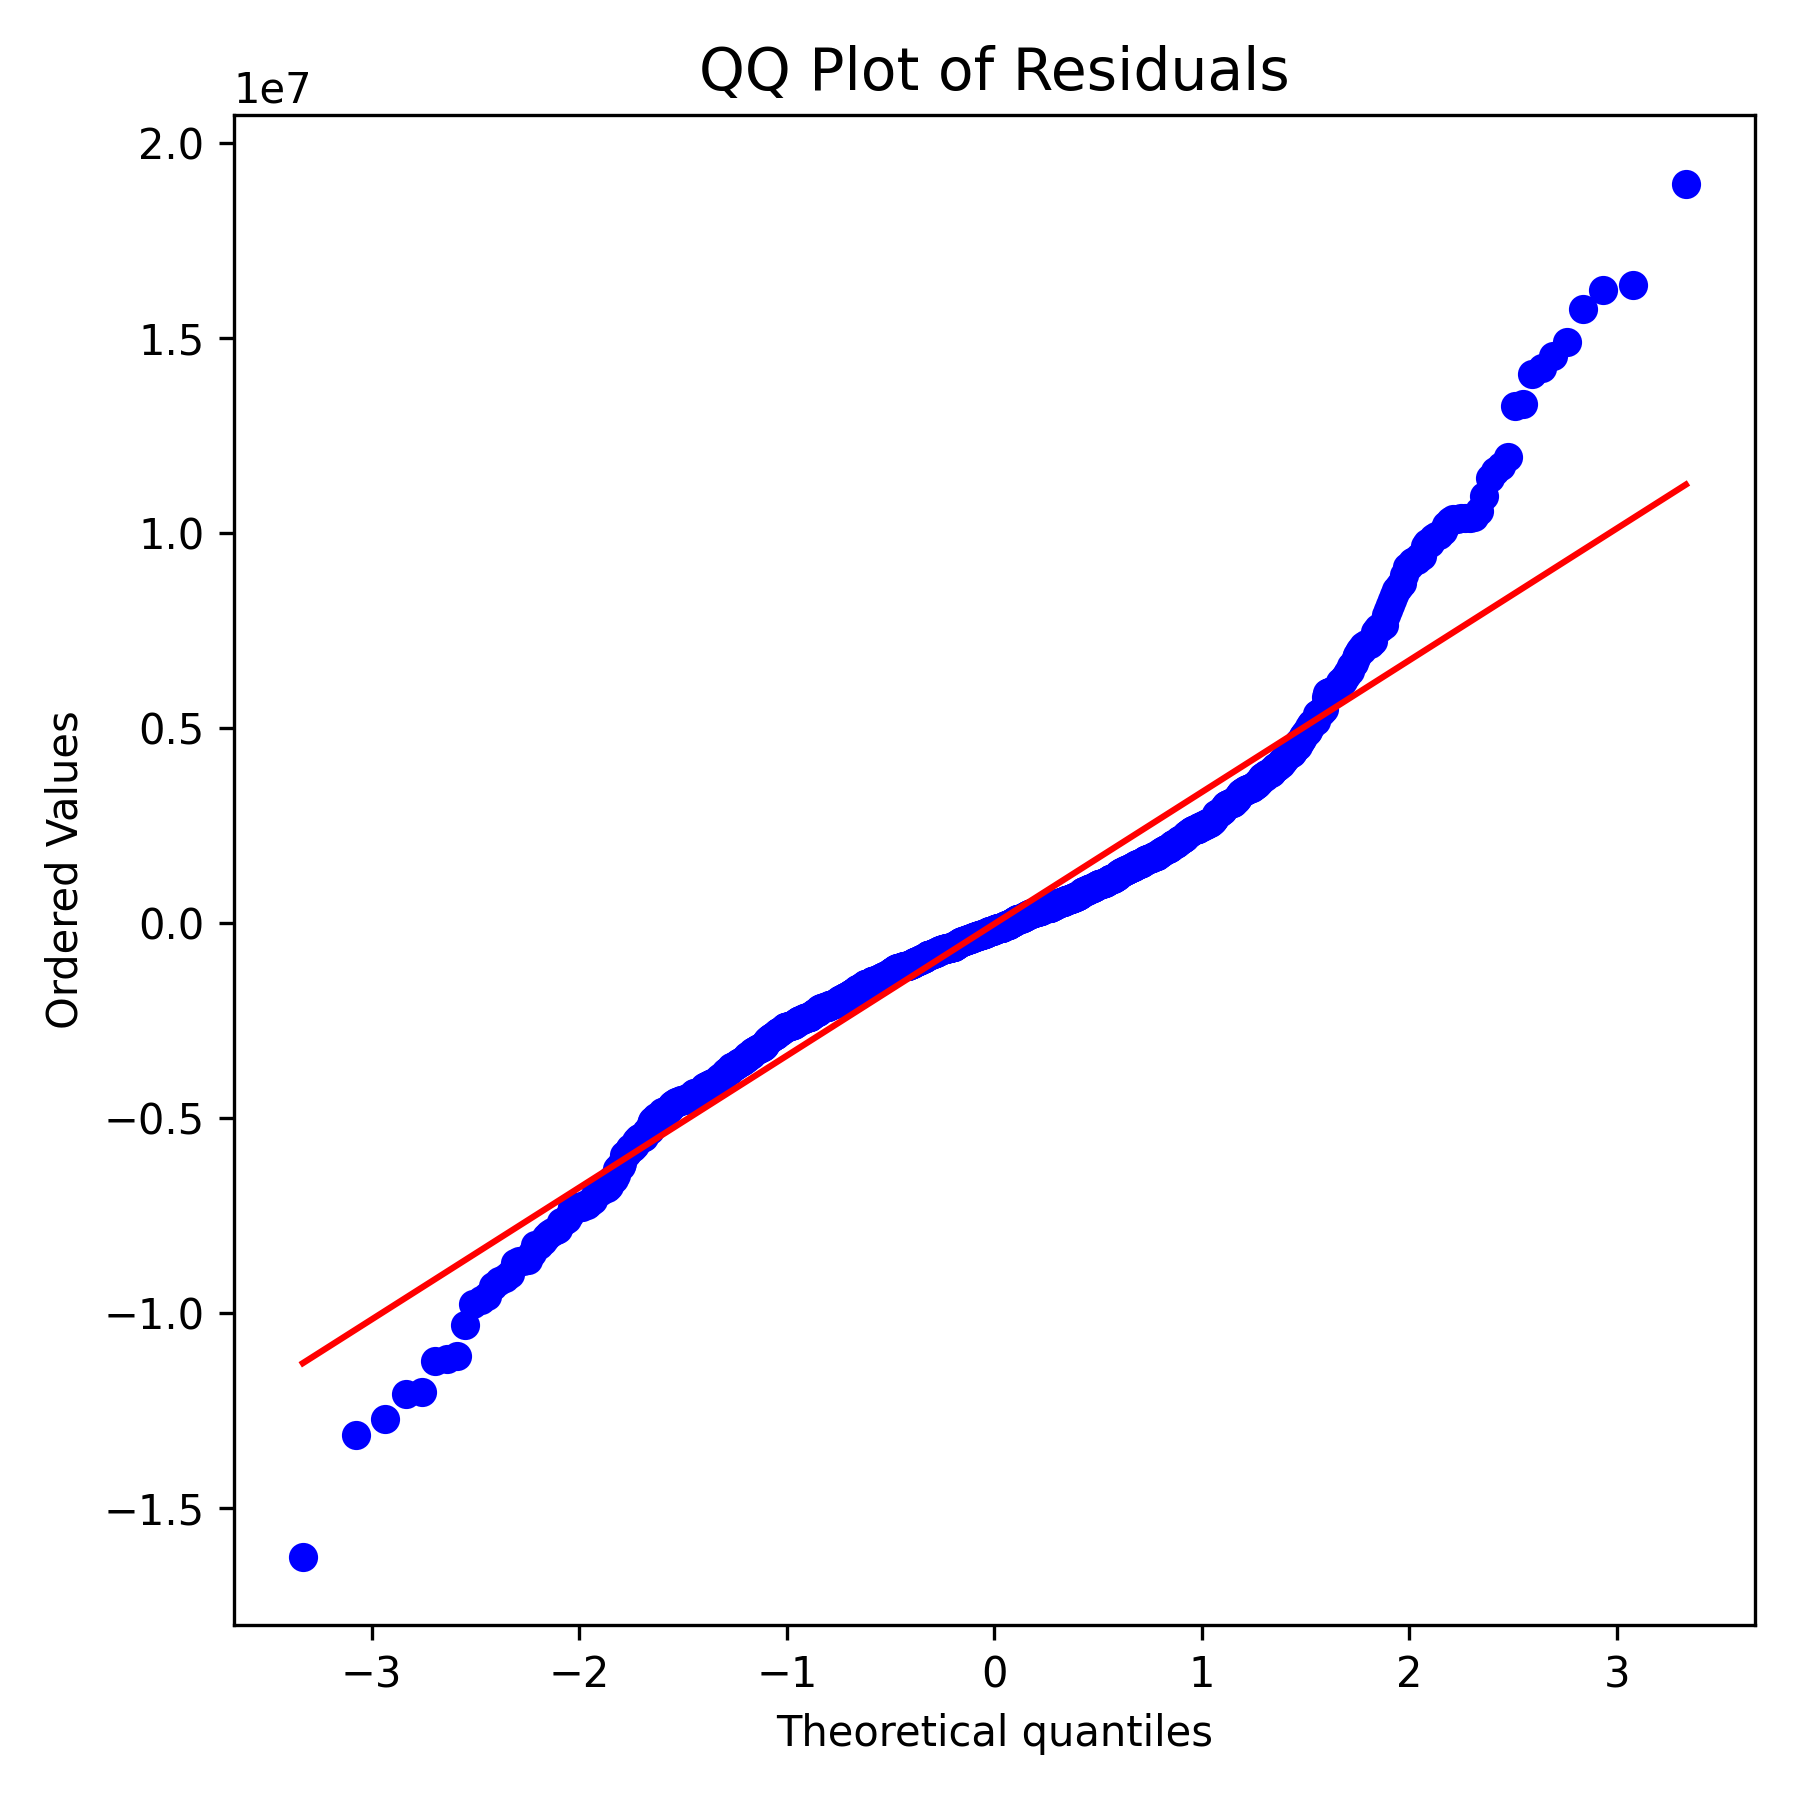 QQ Plot of Residuals
1e7
2.0
1.5
1.0
0.5
0.0
−0.5
−1.0
−1.5
Ordered Values
−3 −2 −1 0 1 2 3
Theoretical quantiles